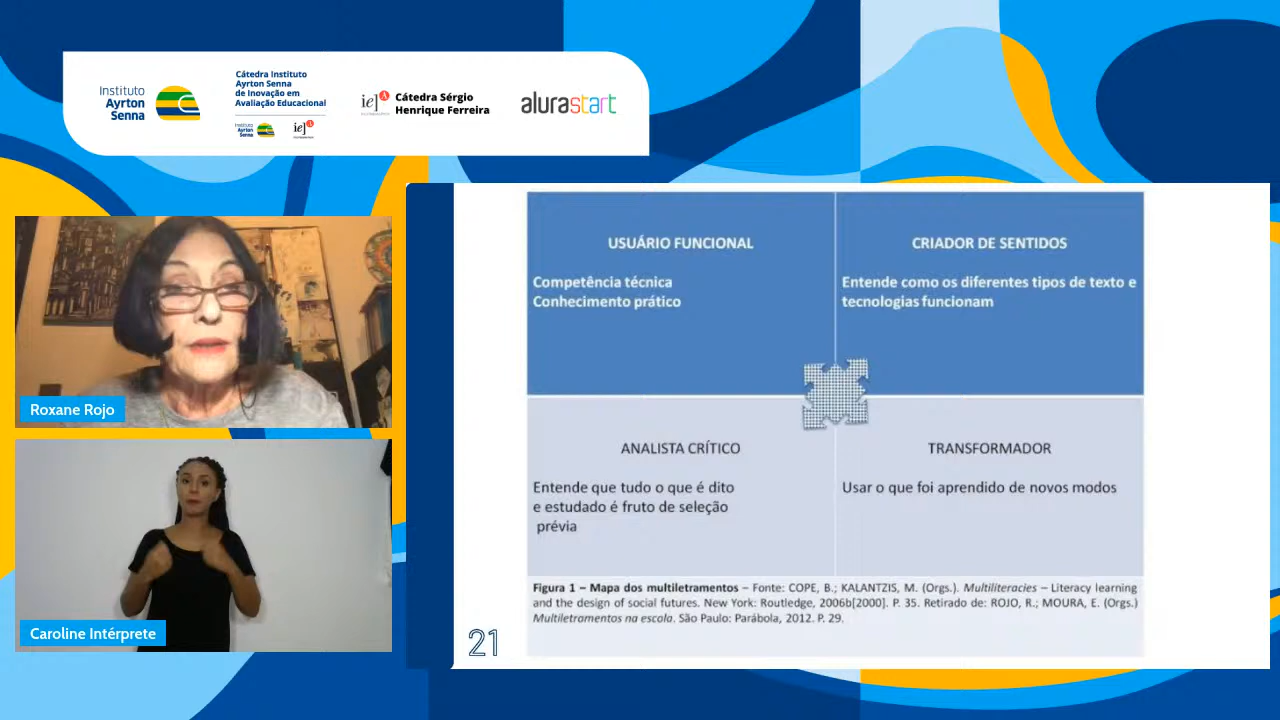 Instituto
Ayrton
Senna
Cátedra Instituto
Ayrton Senna
de Inovação em
Avaliação Educacional
Instituto
Ayrton
Senna
iea
iea
Cátedra Sérgio
Henrique Ferreira
alurastart
USUÁRIO FUNCIONAL
Competência técnica
Conhecimento prático
CRIADOR DE SENTIDOS
Entende como os diferentes tipos de texto e
tecnologias funcionam
ANALISTA CRÍTICO
Entende que tudo o que é dito
e estudado é fruto de seleção
prévia
TRANSFORMADOR
Usar o que foi aprendido de novos modos
Figura 1 – Mapa dos multiletramentos – Fonte: COPE, B.; KALANTZIS, M. (Orgs.). Multiliteracies – Literacy learning
and the design of social futures. New York: Routledge, 2006b[2000]. P. 35. Retirado de: ROJO, R.; MOURA, E. (Orgs.)
Multiletramentos na escola. São Paulo: Parábola, 2012. P. 29.
21
Roxane Rojo
Caroline Intérprete